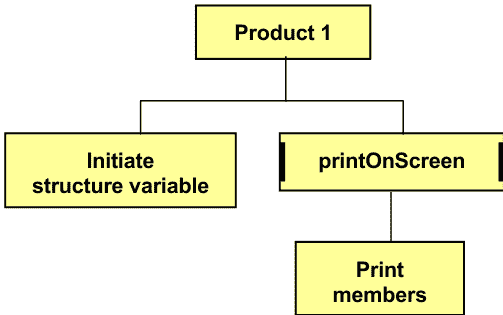 Product 1
Initiate
structure variable
printOnScreen
Print
members